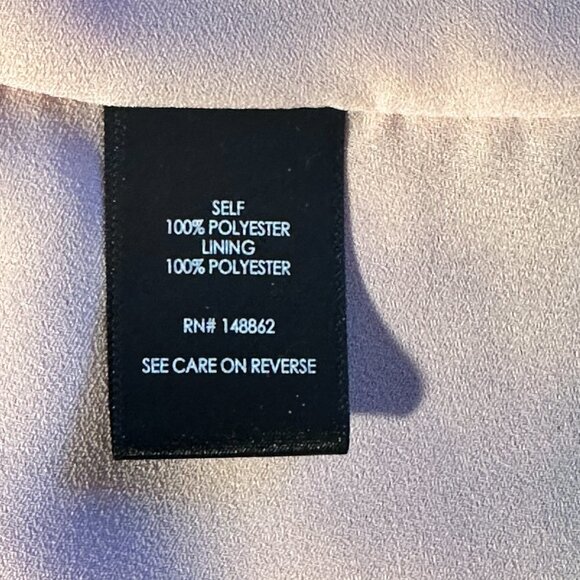 SELF
100% POLYESTER
LINING
100% POLYESTER
RN# 148862
SEE CARE ON REVERSE